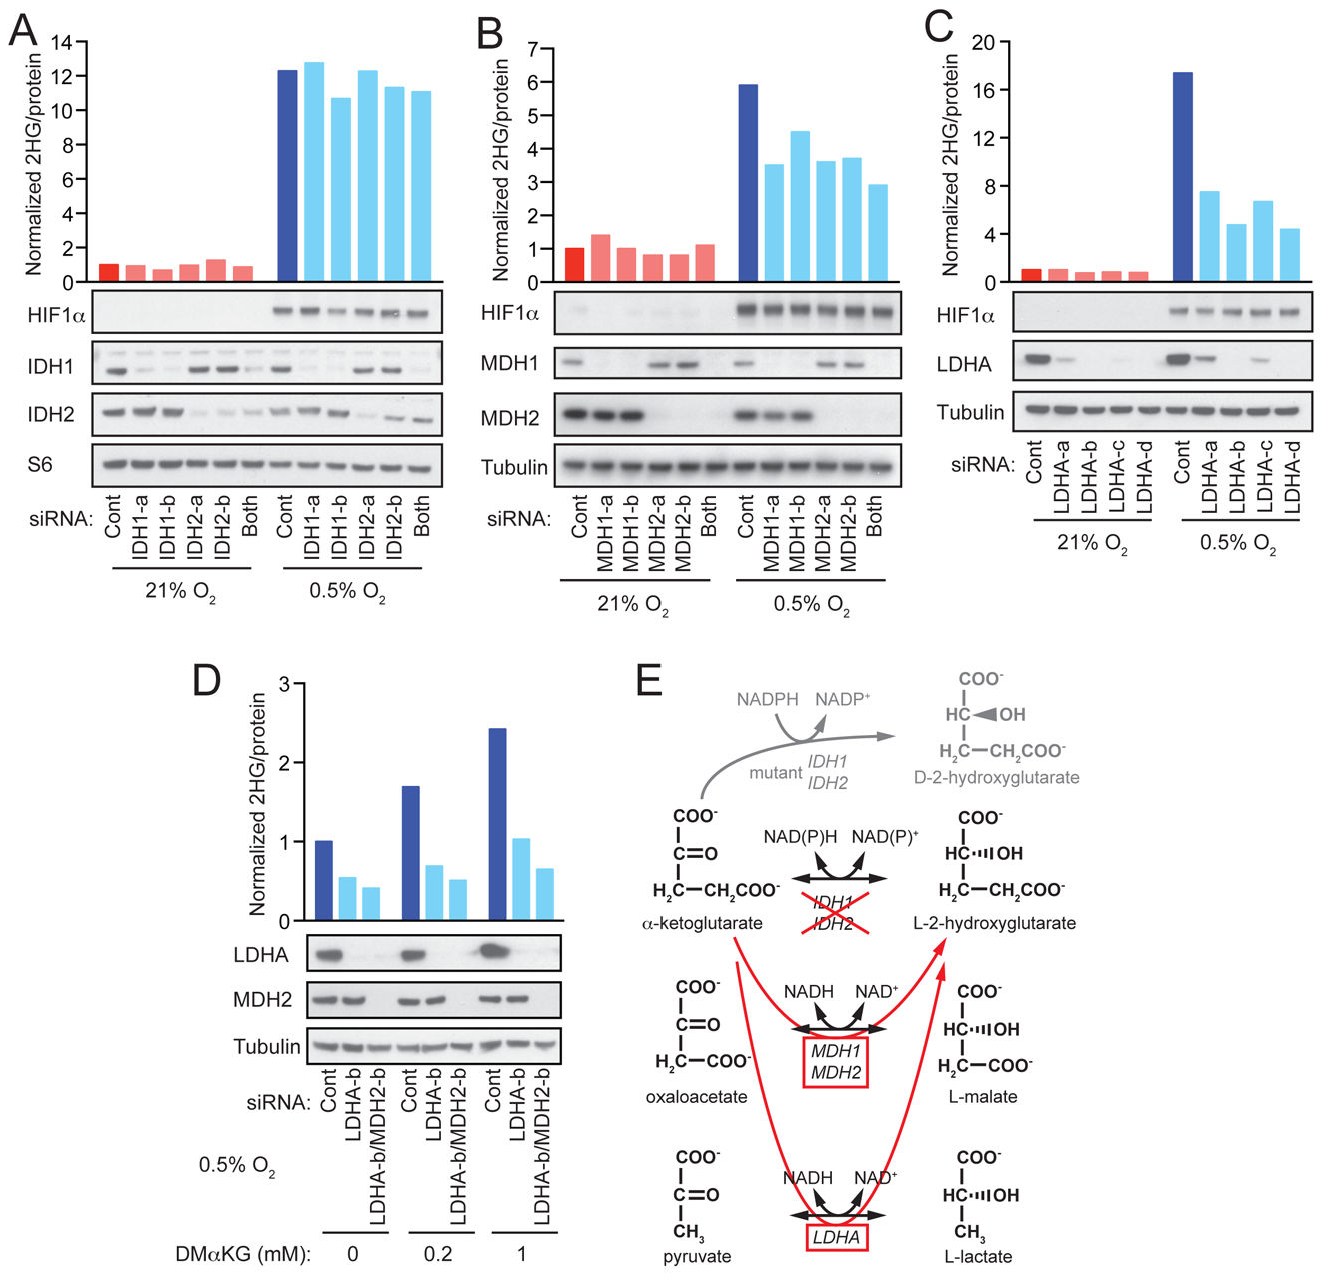 A
Normalized 2HG/protein
14
12
10
8
6
4
2
0
HIF1α
IDH1
IDH2
S6
siRNA: Cont IDH1-a IDH1-b IDH2-a IDH2-b Both Cont IDH1-a IDH1-b IDH2-a IDH2-b Both
21% O2 0.5% O2
B
Normalized 2HG/protein
7
6
5
4
3
2
1
0
HIF1α
MDH1
MDH2
Tubulin
siRNA: Cont MDH1-a MDH1-b MDH2-a MDH2-b Both Cont MDH1-a MDH1-b MDH2-a MDH2-b Both
21% O2 0.5% O2
C
Normalized 2HG/protein
20
16
12
8
4
0
HIF1α
LDHA
Tubulin
siRNA: Cont LDHA-a LDHA-b LDHA-c LDHA-d Cont LDHA-a LDHA-b LDHA-c LDHA-d
21% O2 0.5% O2
D
Normalized 2HG/protein
3
2
1
0
LDHA
MDH2
Tubulin
siRNA: Cont LDHA-b LDHA-b/MDH2-b Cont LDHA-b LDHA-b/MDH2-b Cont LDHA-b LDHA-b/MDH2-b
0.5% O2
DMαKG (mM): 0 0.2 1
E
NADPH NADP+
mutant IDH1
IDH2
COO-
HC OH
H2C CH2COO-
D-2-hydroxyglutarate
COO-
C=O
H2C—CH2COO-
α-ketoglutarate
NAD(P)H NAD(P)+
IDH1
IDH2
COO-
HC OH
H2C—CH2COO-
L-2-hydroxyglutarate
COO-
C=O
H2C—COO-
oxaloacetate
NADH NAD+
MDH1
MDH2
COO-
HC OH
H2C—COO-
L-malate
COO-
C=O
CH3
pyruvate
NADH NAD+
LDHA
COO-
HC OH
CH3
L-lactate